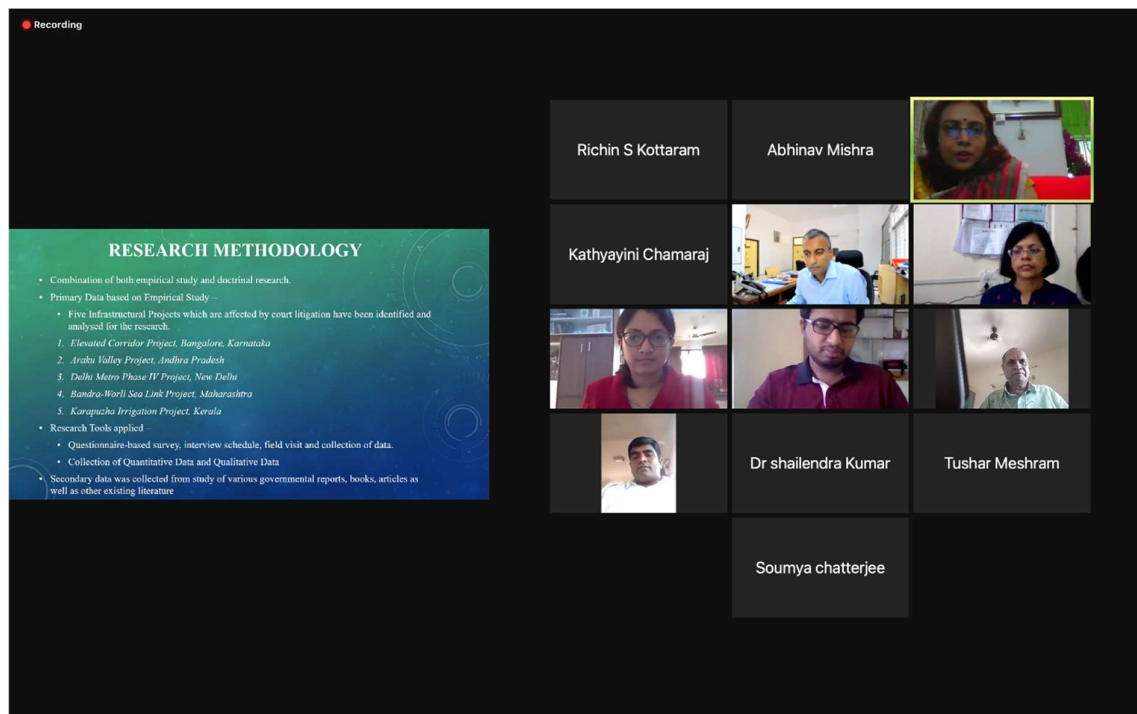 Recording
RESEARCH METHODOLOGY
• Combination of both empirical study and doctrinal research.
• Primary Data based on Empirical Study –
• Five Infrastructural Projects which are affected by court litigation have been identified and
analysed for the research.
1. Elevated Corridor Project, Bangalore, Karnataka
2. Araku Valley Project, Andhra Pradesh
3. Delhi Metro Phase IV Project, New Delhi
4. Bandra-Worli Sea Link Project, Maharashtra
5. Karapuzha Irrigation Project, Kerala
• Research Tools applied –
• Questionnaire-based survey, interview schedule, field visit and collection of data.
• Collection of Quantitative Data and Qualitative Data
• Secondary data was collected from study of various governmental reports, books, articles as
well as other existing literature
Richin S Kottaram
Abhinav Mishra
Kathyayini Chamaraj
Dr shailendra Kumar
Tushar Meshram
Soumya chatterjee